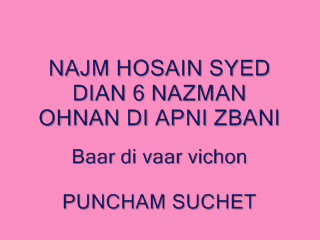 NAJM HOSAIN SYED
DIAN 6 NAZMAN
OHNAN DI APNI ZBANI
Baar di vaar vichon
PUNCHAM SUCHET